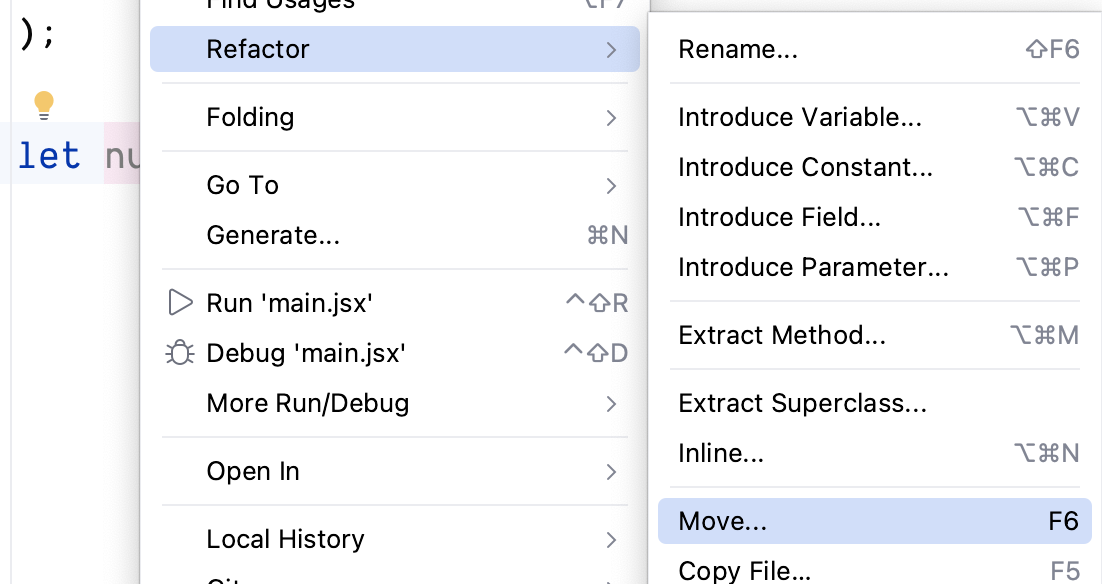 );
let nu
Find Usages ⌥F7
Refactor
Folding
Go To
Generate... ⌘N
Run 'main.jsx' ^⇧R
Debug 'main.jsx' ^⇧D
More Run/Debug
Open In
Local History
Git
Rename... ⇧F6
Introduce Variable... ⌥⌘V
Introduce Constant... ⌥⌘C
Introduce Field... ⌥⌘F
Introduce Parameter... ⌥⌘P
Extract Method... ⌥⌘M
Extract Superclass...
Inline... ⌥⌘N
Move... F6
Copy File... F5